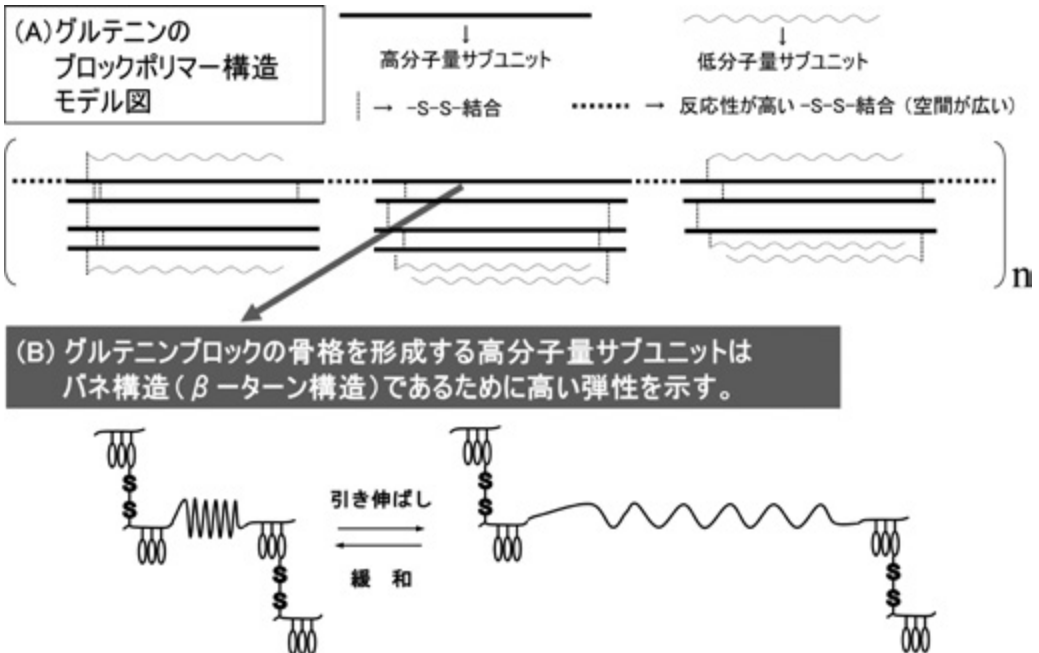 (A)グルテニンの
ブロックポリマー構造
モデル図
↓
高分子量サブユニット
↓
低分子量サブユニット
→ -S-S-結合
→ 反応性が高い -S-S-結合 (空間が広い)
n
(B) グルテニンブロックの骨格を形成する高分子量サブユニットは
バネ構造(βーターン構造)であるために高い弾性を示す。
S
S
引き伸ばし
緩 和
S
S
S
S
S
S